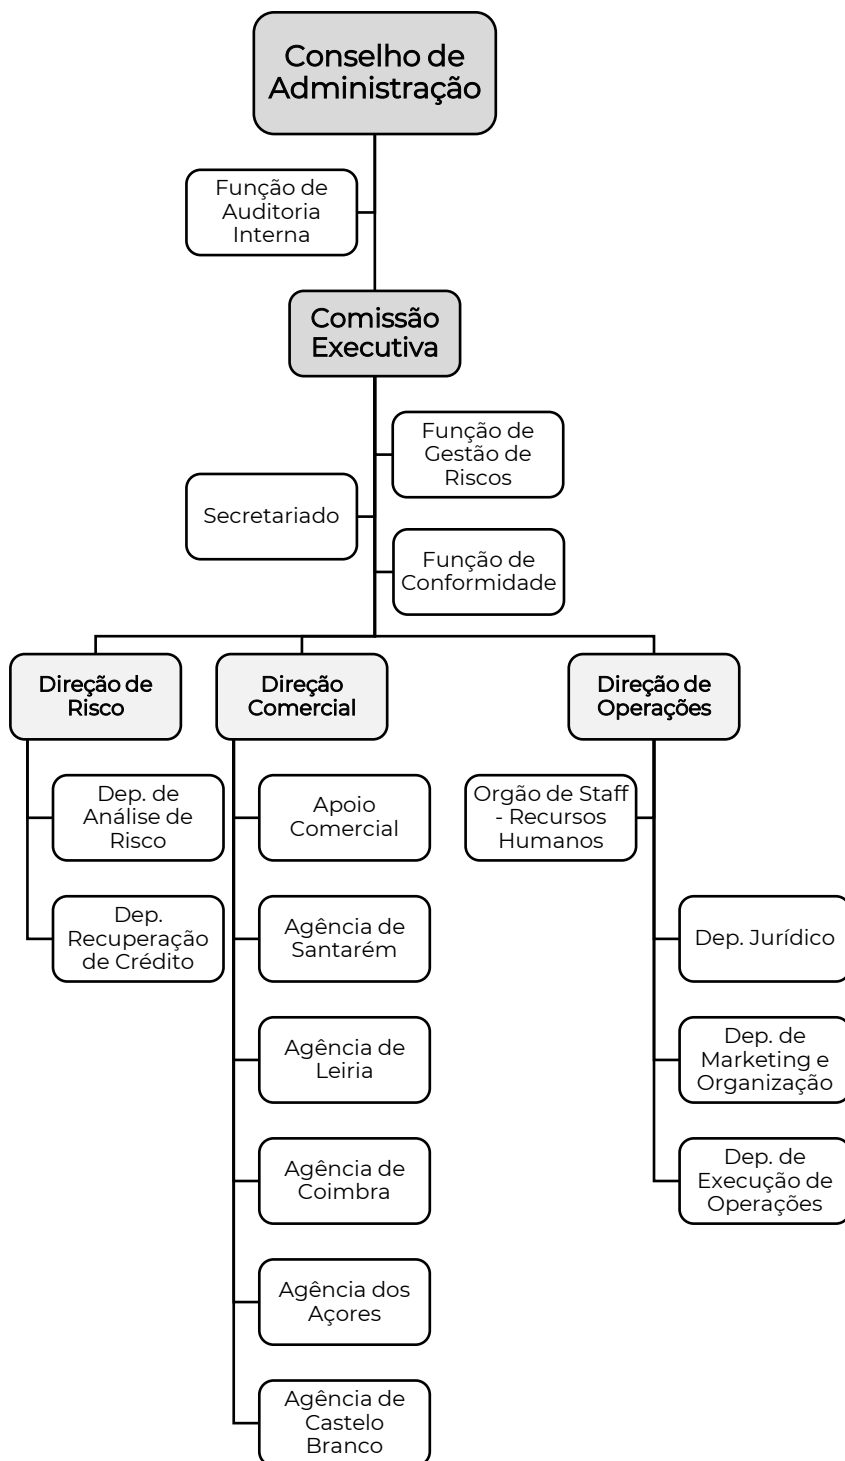 Conselho de
Administração
Função de
Auditoria
Interna
Comissão
Executiva
Função de
Gestão de
Riscos
Secretariado
Função de
Conformidade
Direção de
Risco
Direção
Comercial
Direção de
Operações
Dep. de
Análise de
Risco
Dep.
Recuperação
de Crédito
Apoio
Comercial
Agência de
Santarém
Agência de
Leiria
Agência de
Coimbra
Agência dos
Açores
Agência de
Castelo
Branco
Orgão de Staff
- Recursos
Humanos
Dep. Jurídico
Dep. de
Marketing e
Organização
Dep. de
Execução de
Operações